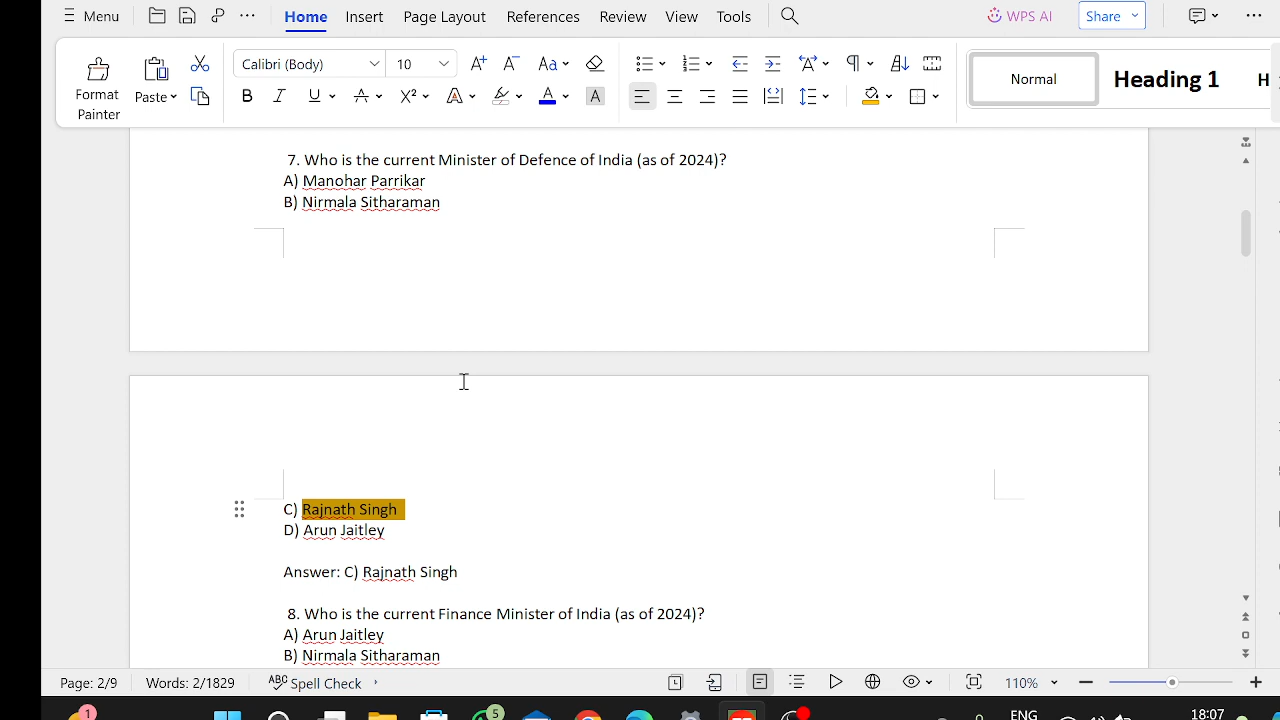 Menu
Home Insert Page Layout References Review View Tools
WPS AI
Share
Format Painter
Paste
Calibri (Body) 10
Normal Heading 1 H
7. Who is the current Minister of Defence of India (as of 2024)?
A) Manohar Parrikar
B) Nirmala Sitharaman
C) Rajnath Singh
D) Arun Jaitley
Answer: C) Rajnath Singh
8. Who is the current Finance Minister of India (as of 2024)?
A) Arun Jaitley
B) Nirmala Sitharaman
Page: 2/9 Words: 2/1829 Spell Check 110%
1 5 ENG 18:07